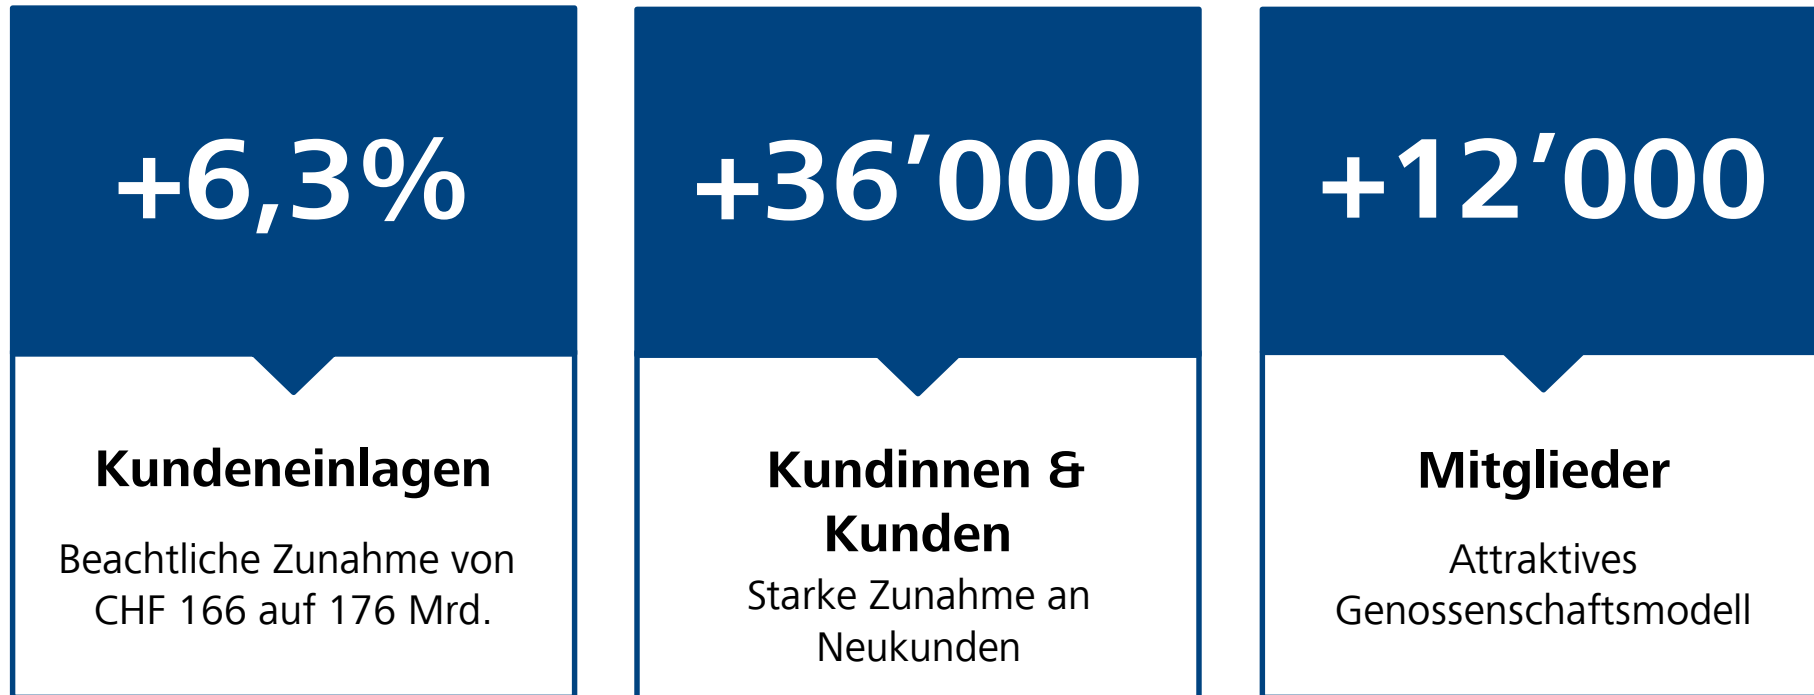 +6,3%
Kundeneinlagen
Beachtliche Zunahme von
CHF 166 auf 176 Mrd.
+36’000
Kundinnen &
Kunden
Starke Zunahme an
Neukunden
+12’000
Mitglieder
Attraktives
Genossenschaftsmodell